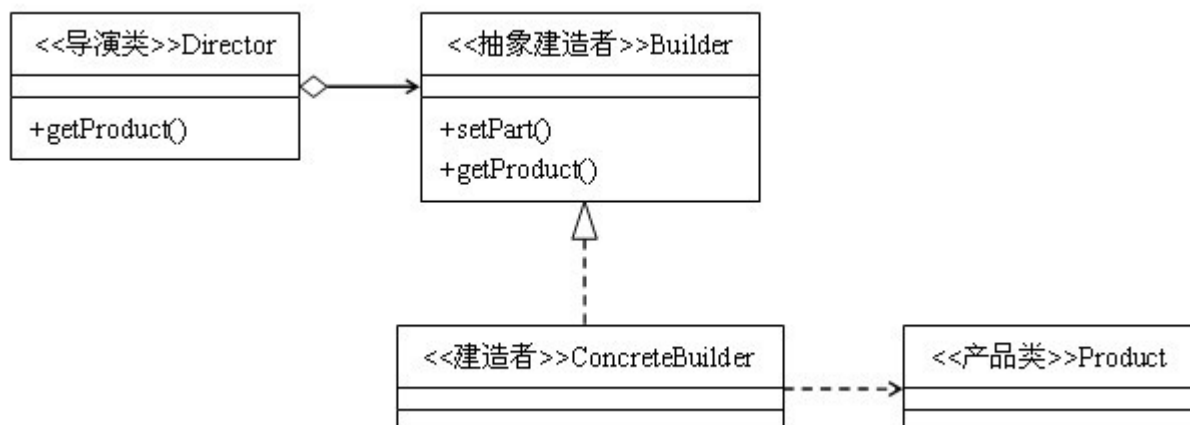 <<导演类>>Director
+getProduct()
<<抽象建造者>>Builder
+setPart()
+getProduct()
<<建造者>>ConcreteBuilder
<<产品类>>Product